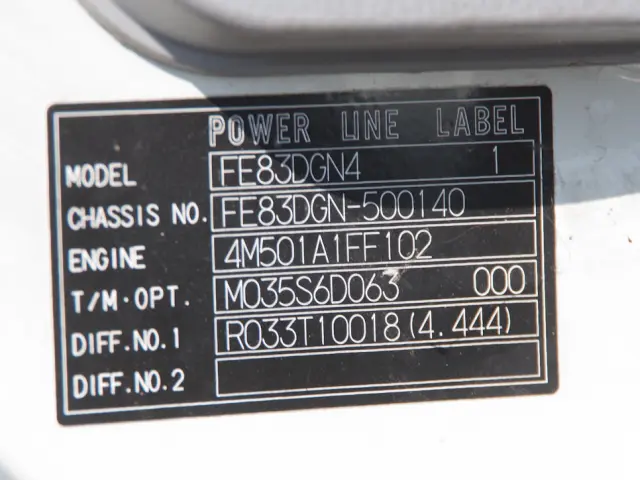 POWER LINE LABEL
MODEL FE83DGN4 1
CHASSIS NO. FE83DGN-500140
ENGINE 4M501A1FF102
T/M·OPT. M035S6D063 000
DIFF.NO.1 R033T10018(4.444)
DIFF.NO.2